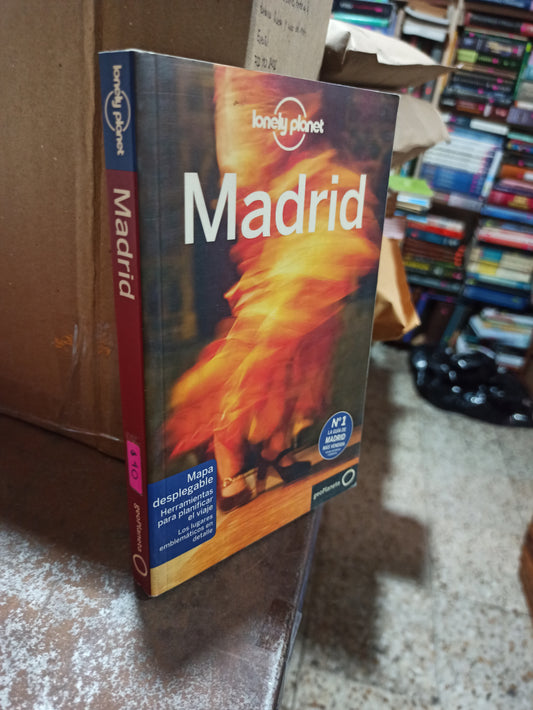 lonely planet
Madrid
$ 40
geoPlaneta
lonely planet
Madrid
Nº1
LA GUÍA DE
MADRID
MÁS VENDIDA
geoPlaneta
Mapa
desplegable
Herramientas
para planificar
el viaje
Los lugares
emblemáticos en
detalle